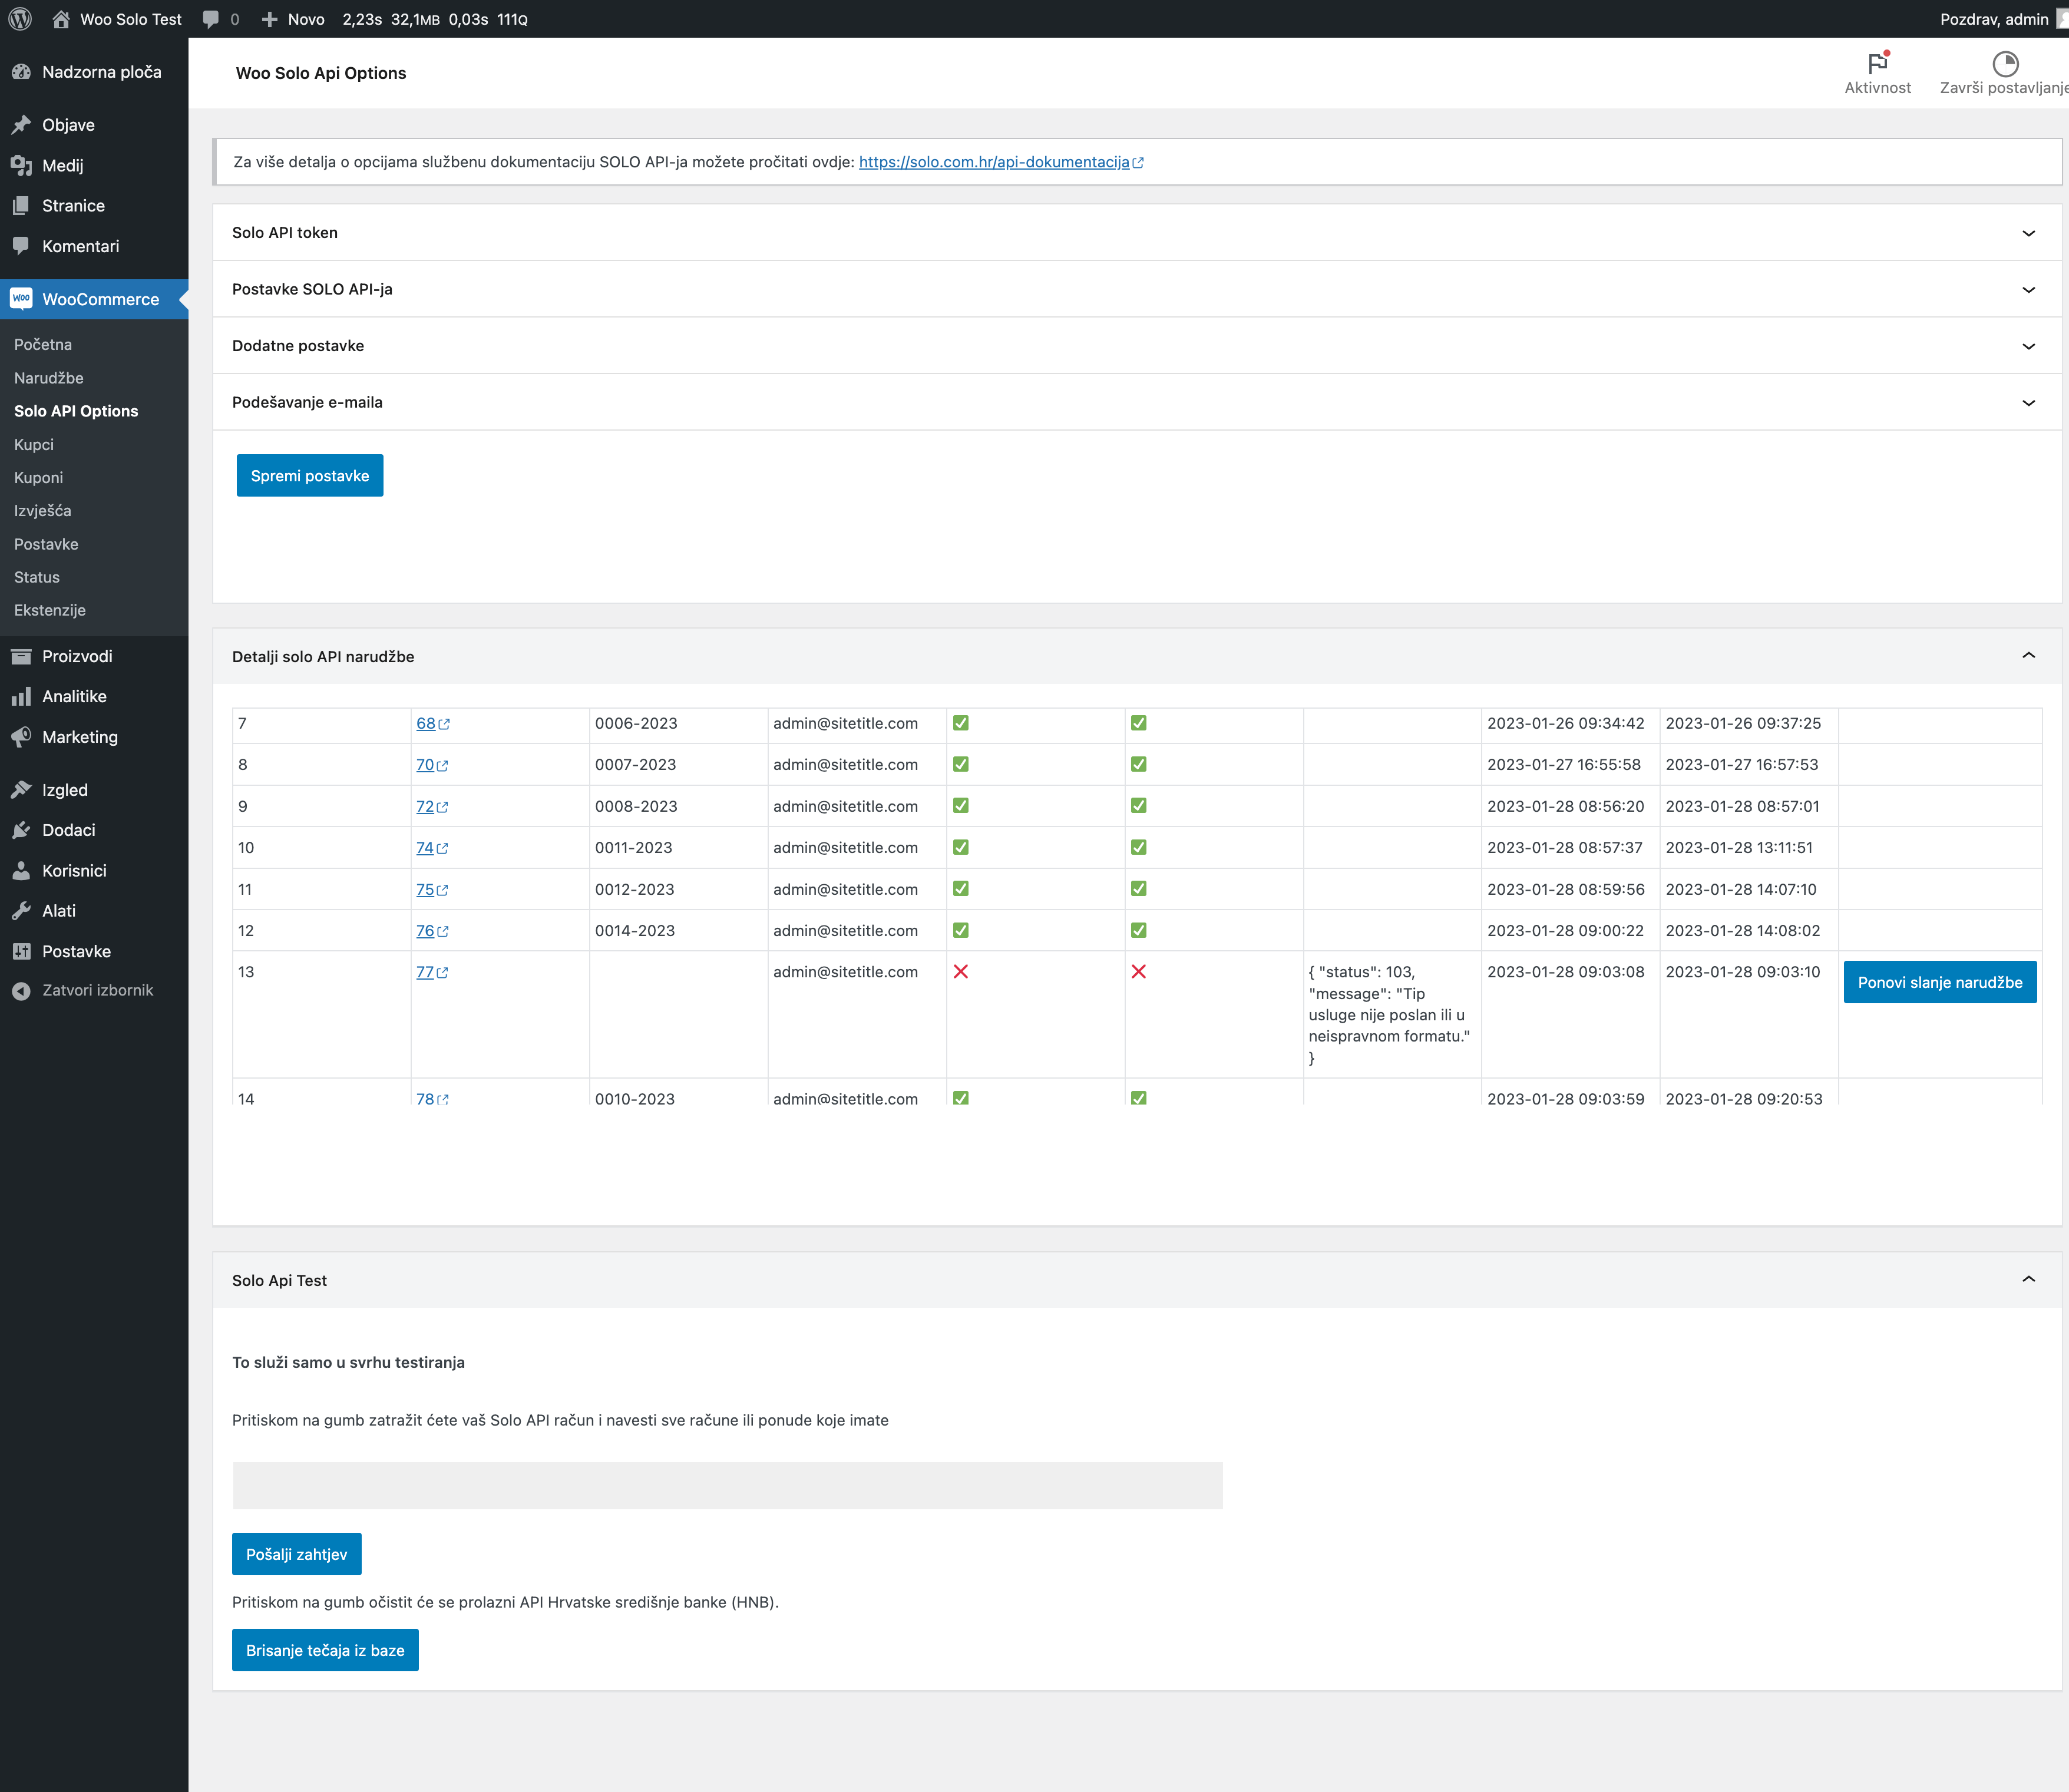 Woo Solo Test 0 Novo 2,23s 32,1MB 0,03s 111Q Pozdrav, admin
Nadzorna ploča
Objave
Medij
Stranice
Komentari
WOO WooCommerce
Početna
Narudžbe
Solo API Options
Kupci
Kuponi
Izvješća
Postavke
Status
Ekstenzije
Proizvodi
Analitike
Marketing
Izgled
Dodaci
Korisnici
Alati
Postavke
Zatvori izbornik
Woo Solo Api Options
Aktivnost
Završi postavljanje
Za više detalja o opcijama službenu dokumentaciju SOLO API-ja možete pročitati ovdje: https://solo.com.hr/api-dokumentacija
Solo API token
Postavke SOLO API-ja
Dodatne postavke
Podešavanje e-maila
Spremi postavke
Detalji solo API narudžbe
7 68 0006-2023 admin@sitetitle.com 2023-01-26 09:34:42 2023-01-26 09:37:25
8 70 0007-2023 admin@sitetitle.com 2023-01-27 16:55:58 2023-01-27 16:57:53
9 72 0008-2023 admin@sitetitle.com 2023-01-28 08:56:20 2023-01-28 08:57:01
10 74 0011-2023 admin@sitetitle.com 2023-01-28 08:57:37 2023-01-28 13:11:51
11 75 0012-2023 admin@sitetitle.com 2023-01-28 08:59:56 2023-01-28 14:07:10
12 76 0014-2023 admin@sitetitle.com 2023-01-28 09:00:22 2023-01-28 14:08:02
13 77 admin@sitetitle.com { "status": 103, 2023-01-28 09:03:08 2023-01-28 09:03:10 Ponovi slanje narudžbe
"message": "Tip
usluge nije poslan ili u
neispravnom formatu."
}
14 78 0010-2023 admin@sitetitle.com 2023-01-28 09:03:59 2023-01-28 09:20:53
Solo Api Test
To služi samo u svrhu testiranja
Pritiskom na gumb zatražit ćete vaš Solo API račun i navesti sve račune ili ponude koje imate
Pošalji zahtjev
Pritiskom na gumb očistit će se prolazni API Hrvatske središnje banke (HNB).
Brisanje tečaja iz baze